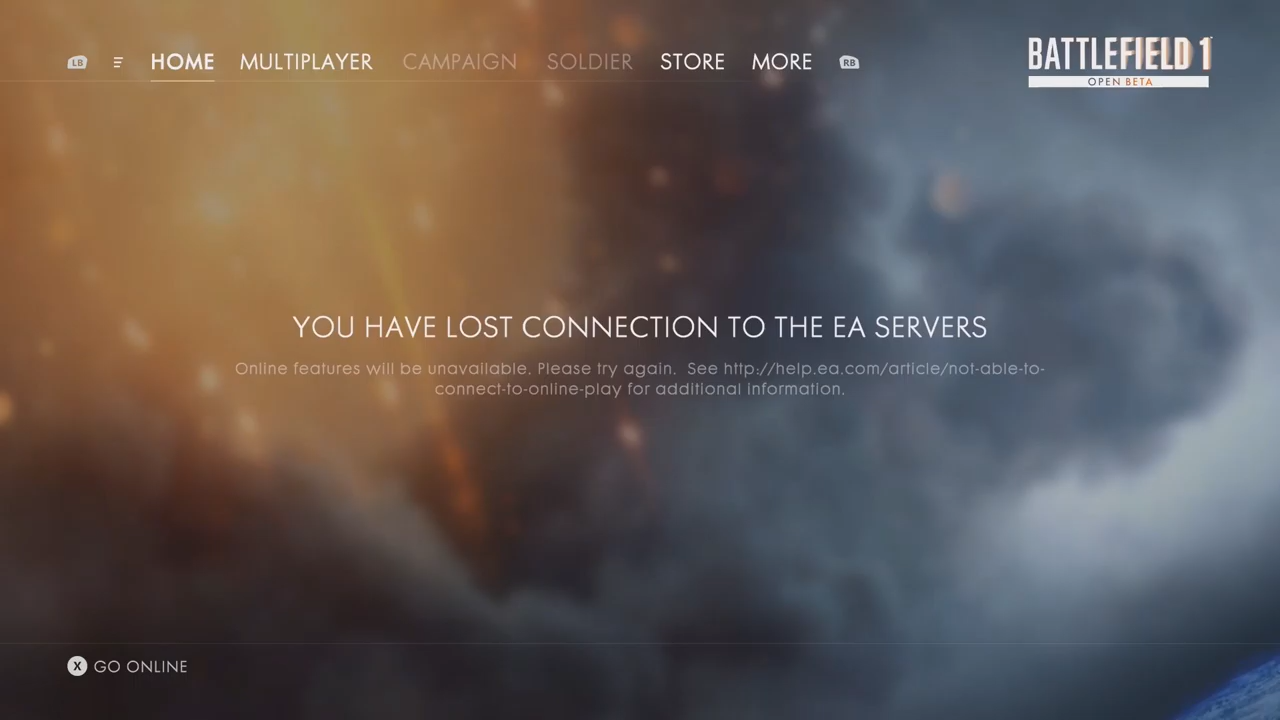 LB HOME MULTIPLAYER CAMPAIGN SOLDIER STORE MORE RB
BATTLEFIELD 1
OPEN BETA
YOU HAVE LOST CONNECTION TO THE EA SERVERS
Online features will be unavailable. Please try again.  See http://help.ea.com/article/not-able-to-
connect-to-online-play for additional information.
X GO ONLINE